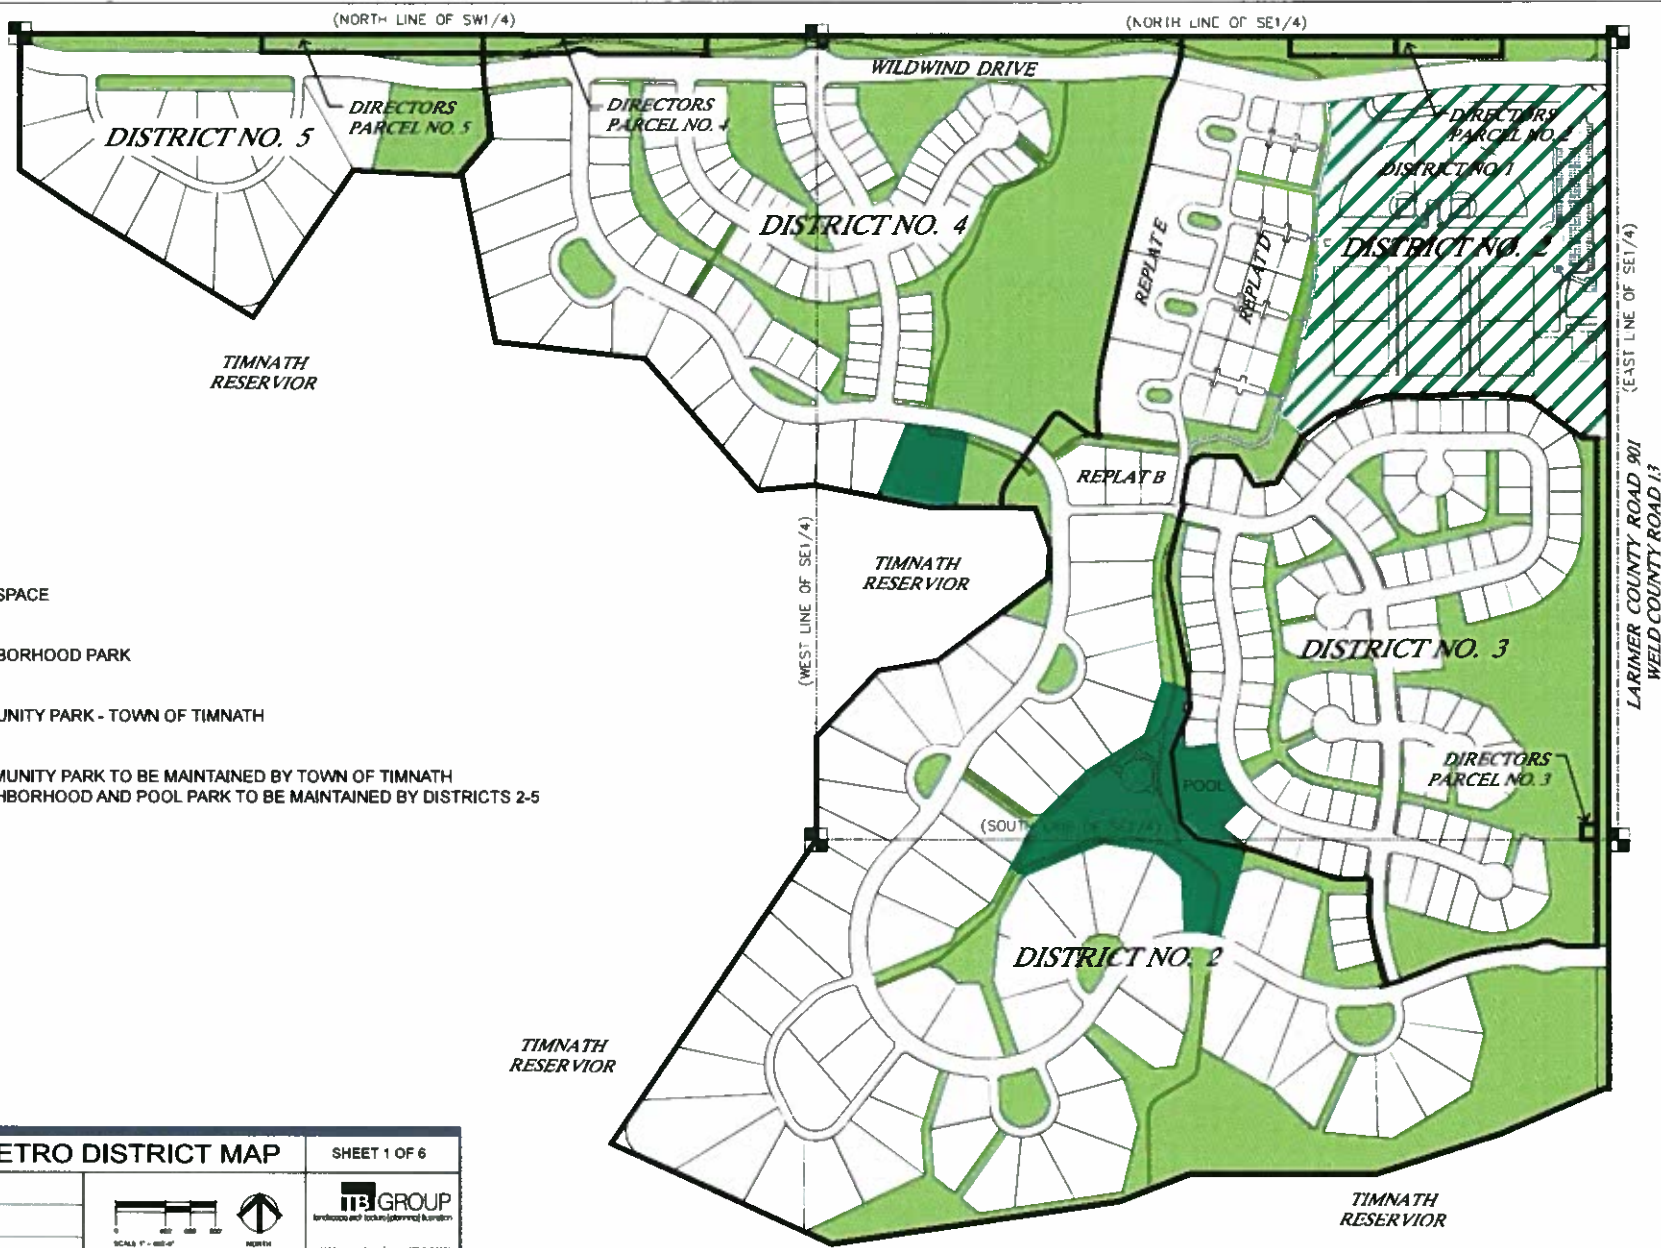 (NORTH LINE OF SW1/4)
(NORTH LINE OF SE1/4)
WILDWIND DRIVE
DIRECTORS
PARCEL NO. 5
DISTRICT NO. 5
DIRECTORS
PARCEL NO. 4
DISTRICT NO. 4
DIRECTORS
PARCEL NO. 2
DISTRICT NO. 1
DISTRICT NO. 2
REPLAT E
REPLAT D
(EAST LINE OF SE1/4)
TIMNATH
RESERVIOR
REPLAT B
LARIMER COUNTY ROAD 901
WELD COUNTY ROAD 13
(WEST LINE OF SE1/4)
TIMNATH
RESERVIOR
SPACE
BORHOOD PARK
UNITY PARK - TOWN OF TIMNATH
MUNITY PARK TO BE MAINTAINED BY TOWN OF TIMNATH
HBORHOOD AND POOL PARK TO BE MAINTAINED BY DISTRICTS 2-5
DISTRICT NO. 3
DIRECTORS
PARCEL NO. 3
POOL
(SOUTH LINE OF SE1/4)
DISTRICT NO. 2
TIMNATH
RESERVIOR
TIMNATH
RESERVIOR
ETRO DISTRICT MAP
SHEET 1 OF 6
TB GROUP
NORTH